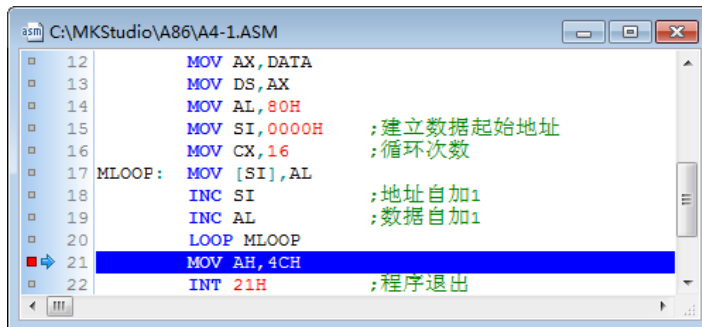 asm C:\MKStudio\A86\A4-1.ASM
12 MOV AX,DATA
13 MOV DS,AX
14 MOV AL,80H
15 MOV SI,0000H ;建立数据起始地址
16 MOV CX,16 ;循环次数
17 MLOOP: MOV [SI],AL
18 INC SI ;地址自加1
19 INC AL ;数据自加1
20 LOOP MLOOP
21 MOV AH,4CH
22 INT 21H ;程序退出